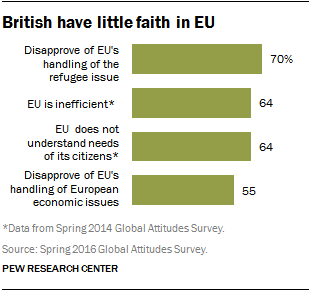 British have little faith in EU
Disapprove of EU's
handling of the
refugee issue
70%
EU is inefficient*
64
EU does not
understand needs
of its citizens*
64
Disapprove of EU's
handling of European
economic issues
55
*Data from Spring 2014 Global Attitudes Survey.
Source: Spring 2016 Global Attitudes Survey.
PEW RESEARCH CENTER